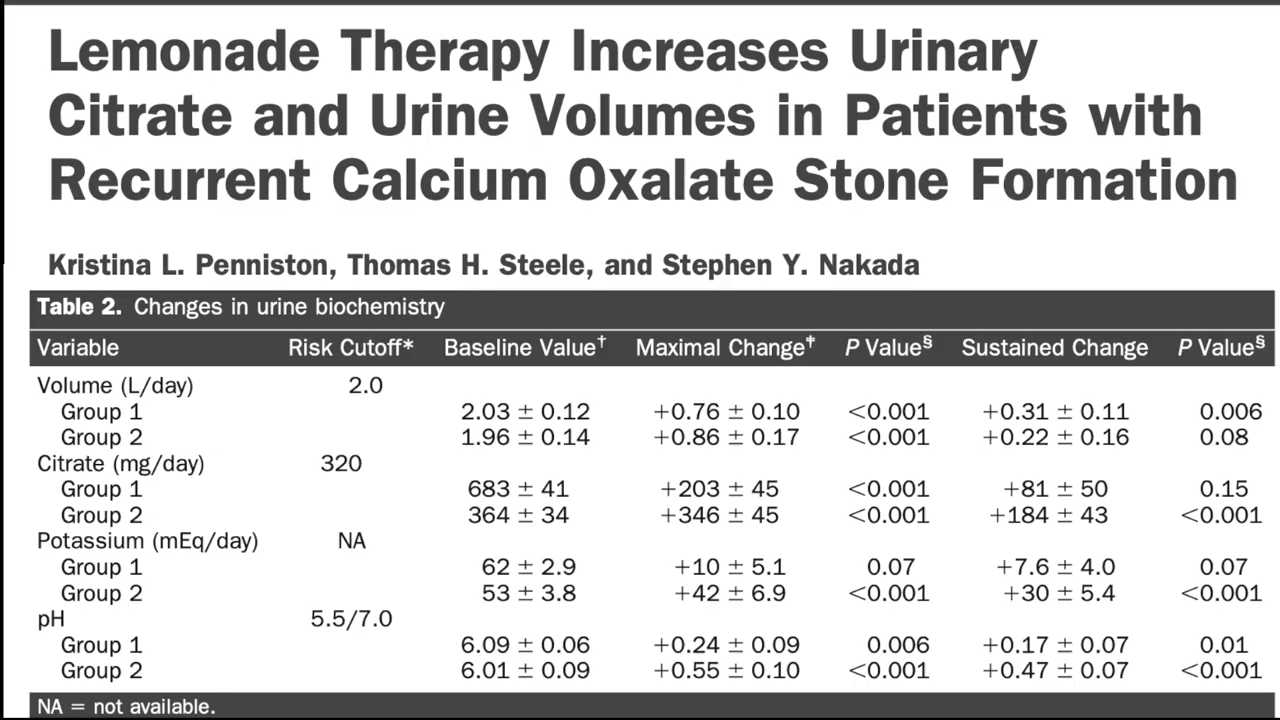 Lemonade Therapy Increases Urinary
Citrate and Urine Volumes in Patients with
Recurrent Calcium Oxalate Stone Formation
Kristina L. Penniston, Thomas H. Steele, and Stephen Y. Nakada
Table 2. Changes in urine biochemistry
Variable Risk Cutoff* Baseline Value† Maximal Change‡ P Value§ Sustained Change P Value§
Volume (L/day) 2.0
Group 1 2.03 ± 0.12 +0.76 ± 0.10 <0.001 +0.31 ± 0.11 0.006
Group 2 1.96 ± 0.14 +0.86 ± 0.17 <0.001 +0.22 ± 0.16 0.08
Citrate (mg/day) 320
Group 1 683 ± 41 +203 ± 45 <0.001 +81 ± 50 0.15
Group 2 364 ± 34 +346 ± 45 <0.001 +184 ± 43 <0.001
Potassium (mEq/day) NA
Group 1 62 ± 2.9 +10 ± 5.1 0.07 +7.6 ± 4.0 0.07
Group 2 53 ± 3.8 +42 ± 6.9 <0.001 +30 ± 5.4 <0.001
pH 5.5/7.0
Group 1 6.09 ± 0.06 +0.24 ± 0.09 0.006 +0.17 ± 0.07 0.01
Group 2 6.01 ± 0.09 +0.55 ± 0.10 <0.001 +0.47 ± 0.07 <0.001
NA = not available.